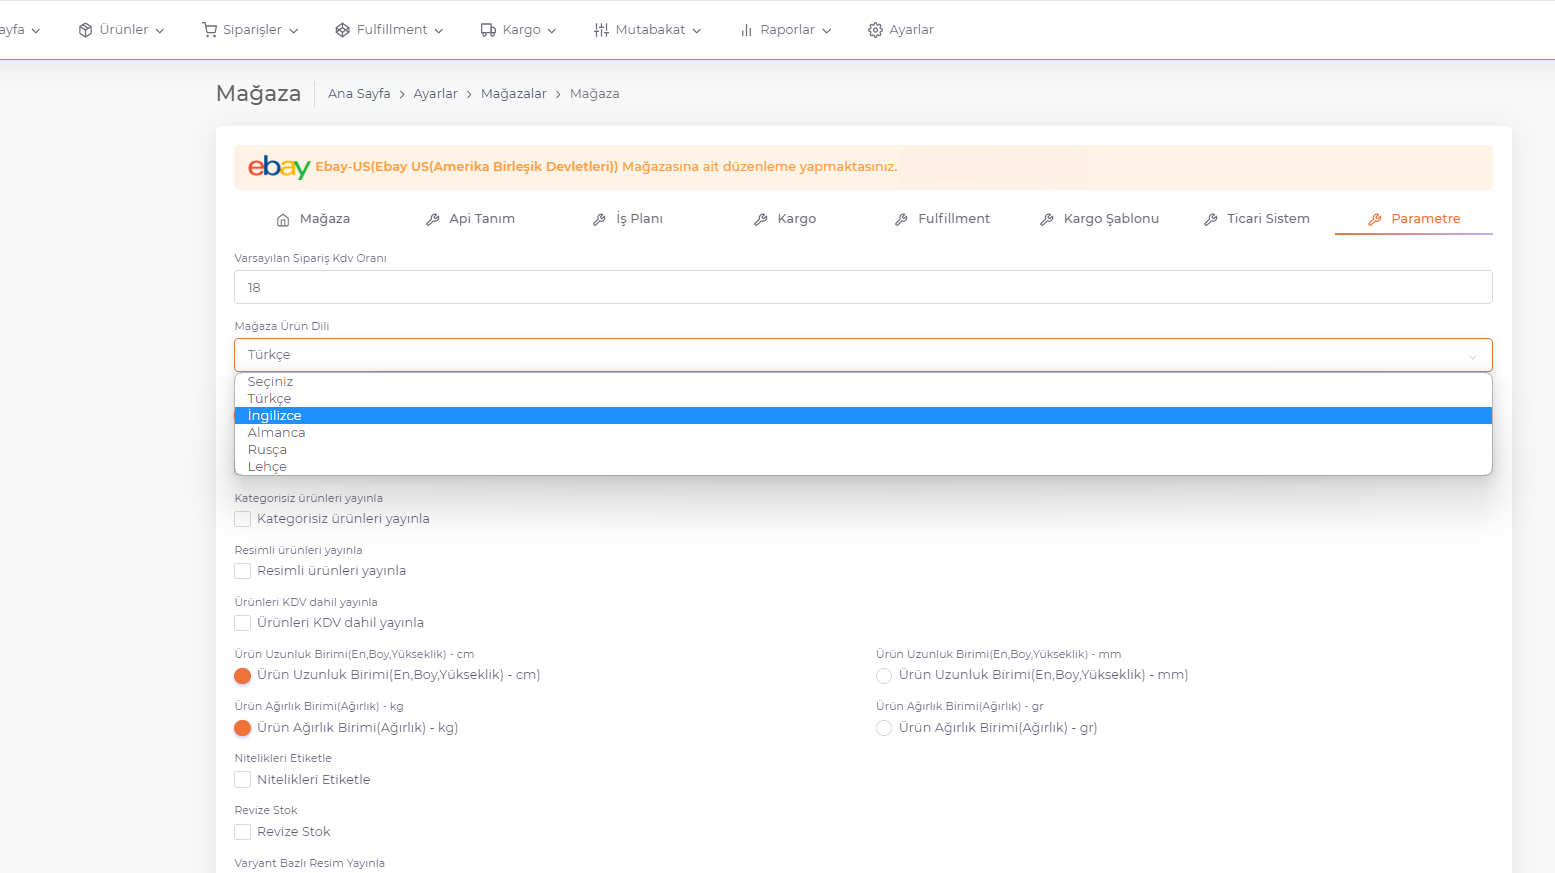 ayfa Ürünler Siparişler Fulfillment Kargo Mutabakat Raporlar Ayarlar
Mağaza Ana Sayfa > Ayarlar > Mağazalar > Mağaza
ebay Ebay-US(Ebay US(Amerika Birleşik Devletleri)) Mağazasına ait düzenleme yapmaktasınız.
Mağaza Api Tanım İş Planı Kargo Fulfillment Kargo Şablonu Ticari Sistem Parametre
Varsayılan Sipariş Kdv Oranı
18
Mağaza Ürün Dili
Türkçe
Seçiniz
Türkçe
İngilizce
Almanca
Rusça
Lehçe
Kategorisiz ürünleri yayınla
Kategorisiz ürünleri yayınla
Resimli ürünleri yayınla
Resimli ürünleri yayınla
Ürünleri KDV dahil yayınla
Ürünleri KDV dahil yayınla
Ürün Uzunluk Birimi(En,Boy,Yükseklik) - cm Ürün Uzunluk Birimi(En,Boy,Yükseklik) - mm
Ürün Uzunluk Birimi(En,Boy,Yükseklik) - cm) Ürün Uzunluk Birimi(En,Boy,Yükseklik) - mm)
Ürün Ağırlık Birimi(Ağırlık) - kg Ürün Ağırlık Birimi(Ağırlık) - gr
Ürün Ağırlık Birimi(Ağırlık) - kg) Ürün Ağırlık Birimi(Ağırlık) - gr)
Nitelikleri Etiketle
Nitelikleri Etiketle
Revize Stok
Revize Stok
Varyant Bazlı Resim Yayınla